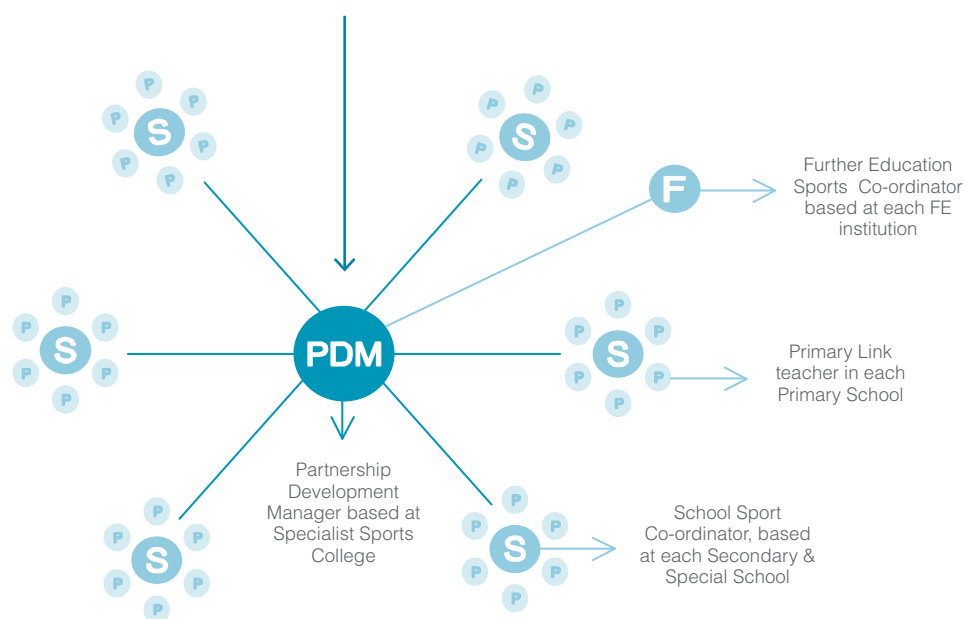 P
P
P
S
P
P
P
P
P
P
S
P
P
P
F
Further Education
Sports Co-ordinator
based at each FE
institution
P
P
P
S
P
P
P
PDM
P
P
P
S
P
P
P
Primary Link
teacher in each
Primary School
Partnership
Development
Manager based at
Specialist Sports
College
P
P
P
S
P
P
P
P
P
P
S
P
P
P
School Sport
Co-ordinator, based
at each Secondary &
Special School